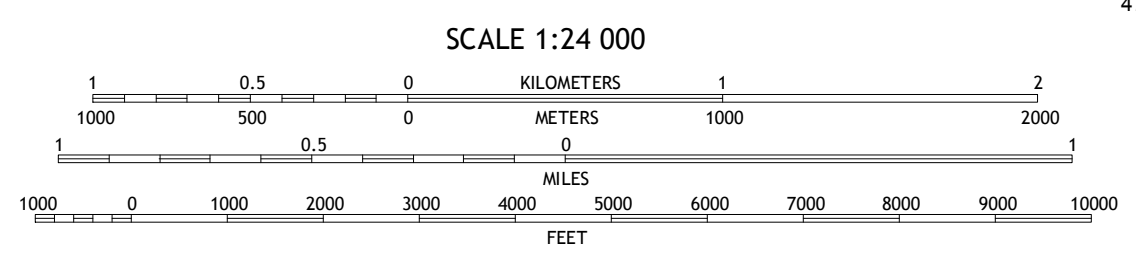 4
SCALE 1:24 000
1 0.5 0 KILOMETERS 1 2
1000 500 0 METERS 1000 2000
1 0.5 0 1
MILES
1000 0 1000 2000 3000 4000 5000 6000 7000 8000 9000 10000
FEET